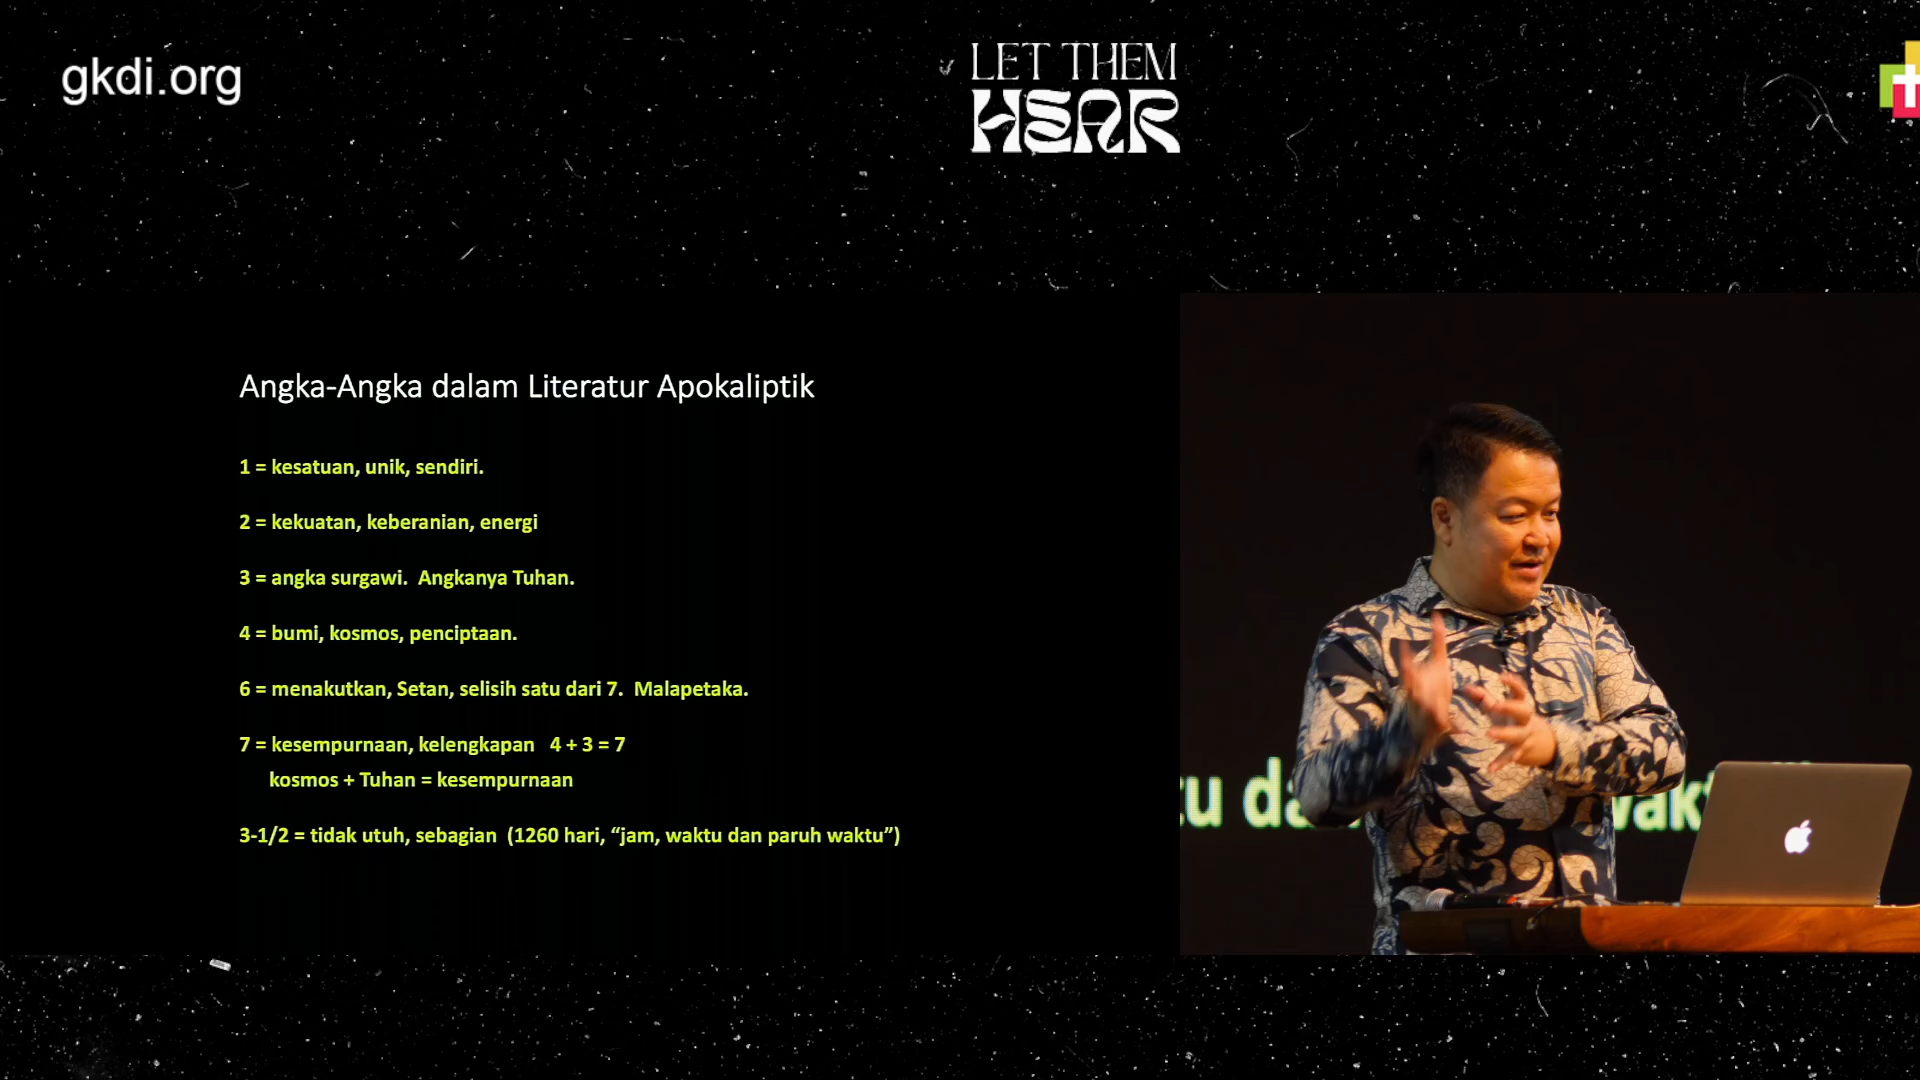 gkdi.org
LET THEM
HEAR
Angka-Angka dalam Literatur Apokaliptik
1 = kesatuan, unik, sendiri.
2 = kekuatan, keberanian, energi
3 = angka surgawi.  Angkanya Tuhan.
4 = bumi, kosmos, penciptaan.
6 = menakutkan, Setan, selisih satu dari 7.  Malapetaka.
7 = kesempurnaan, kelengkapan   4 + 3 = 7
kosmos + Tuhan = kesempurnaan
3-1/2 = tidak utuh, sebagian  (1260 hari, “jam, waktu dan paruh waktu”)